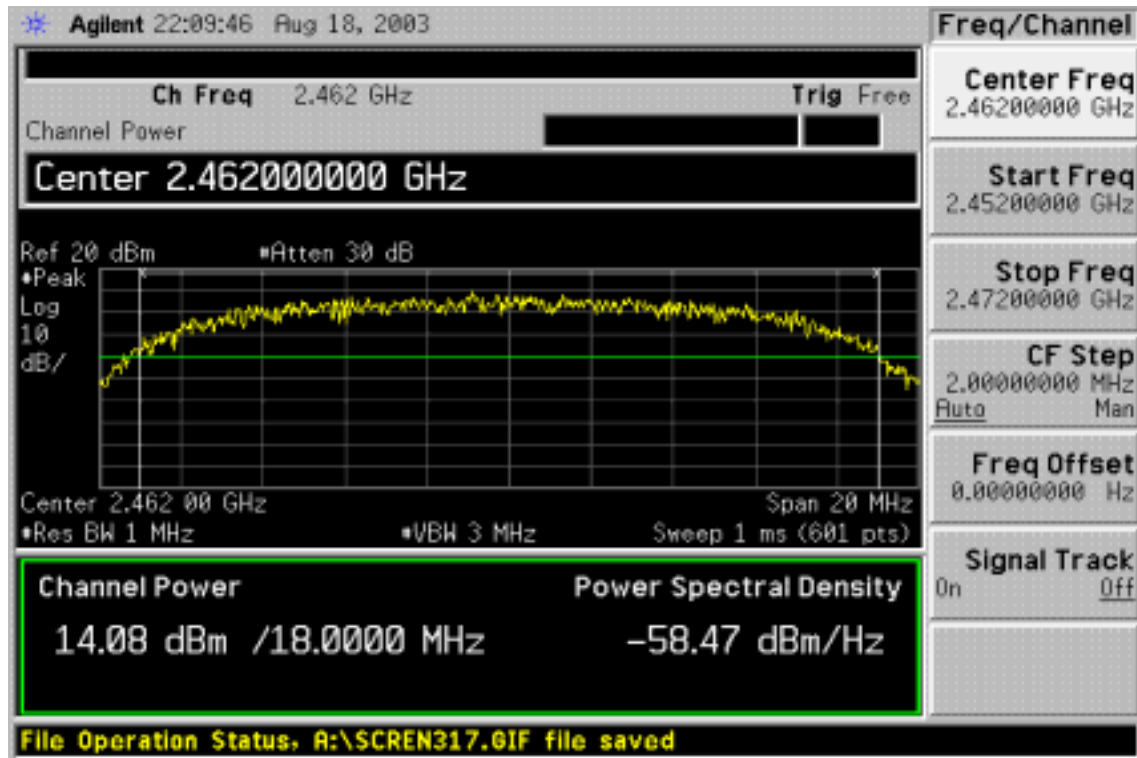 Agilent 22:09:46 Aug 18, 2003
Ch Freq 2.462 GHz Trig Free
Channel Power
Center 2.462000000 GHz
Ref 20 dBm #Atten 30 dB
#Peak
Log
10
dB/
Center 2.462 00 GHz Span 20 MHz
#Res BW 1 MHz #VBW 3 MHz Sweep 1 ms (601 pts)
Channel Power Power Spectral Density
14.08 dBm /18.0000 MHz -58.47 dBm/Hz
File Operation Status, A:\SCREN317.GIF file saved
Freq/Channel
Center Freq
2.46200000 GHz
Start Freq
2.45200000 GHz
Stop Freq
2.47200000 GHz
CF Step
2.00000000 MHz
Auto Man
Freq Offset
0.00000000 Hz
Signal Track
On Off